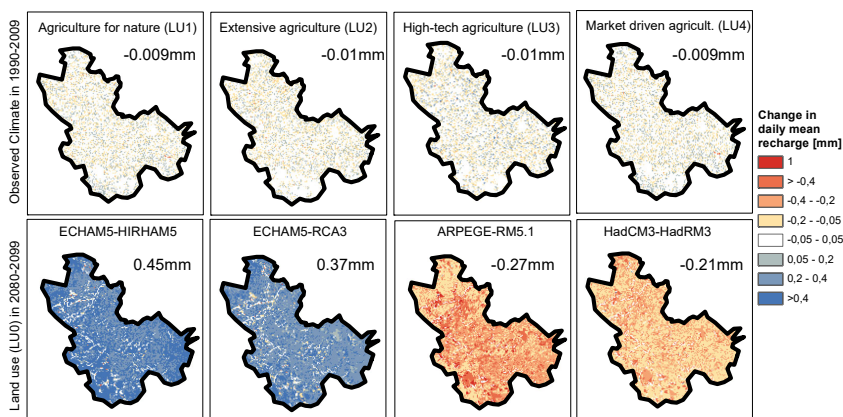 Agriculture for nature (LU1)
Extensive agriculture (LU2)
High-tech agriculture (LU3)
Market driven agricult. (LU4)
Observed Climate in 1990-2009
-0.009mm
-0.01mm
-0.01mm
-0.009mm
ECHAM5-HIRHAM5
ECHAM5-RCA3
ARPEGE-RM5.1
HadCM3-HadRM3
Land use (LU0) in 2080-2099
0.45mm
0.37mm
-0.27mm
-0.21mm
Change in
daily mean
recharge [mm]
1
> -0,4
-0,4 - -0,2
-0,2 - -0,05
-0,05 - 0,05
0,05 - 0,2
0,2 - 0,4
>0,4